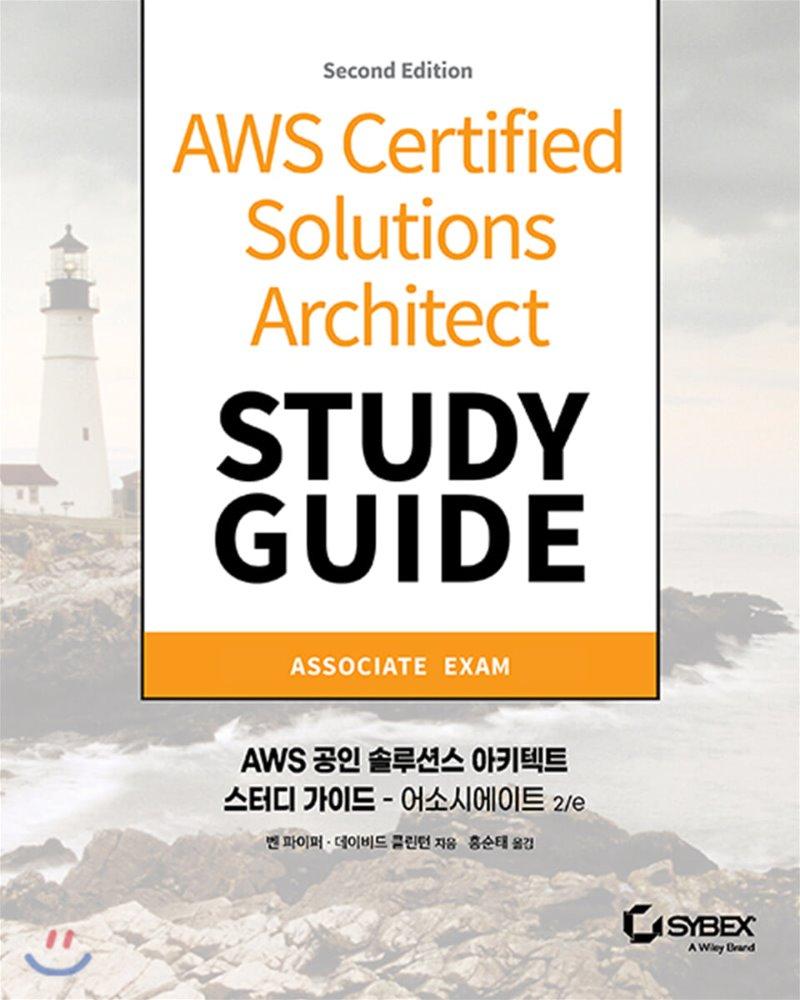 Second Edition
AWS Certified
Solutions
Architect
STUDY
GUIDE
ASSOCIATE EXAM
AWS 공인 솔루션스 아키텍트
스터디 가이드 - 어소시에이트 2/e
벤 파이퍼 · 데이비드 클린턴 지음 홍순태 옮김
SYBEX
A Wiley Brand